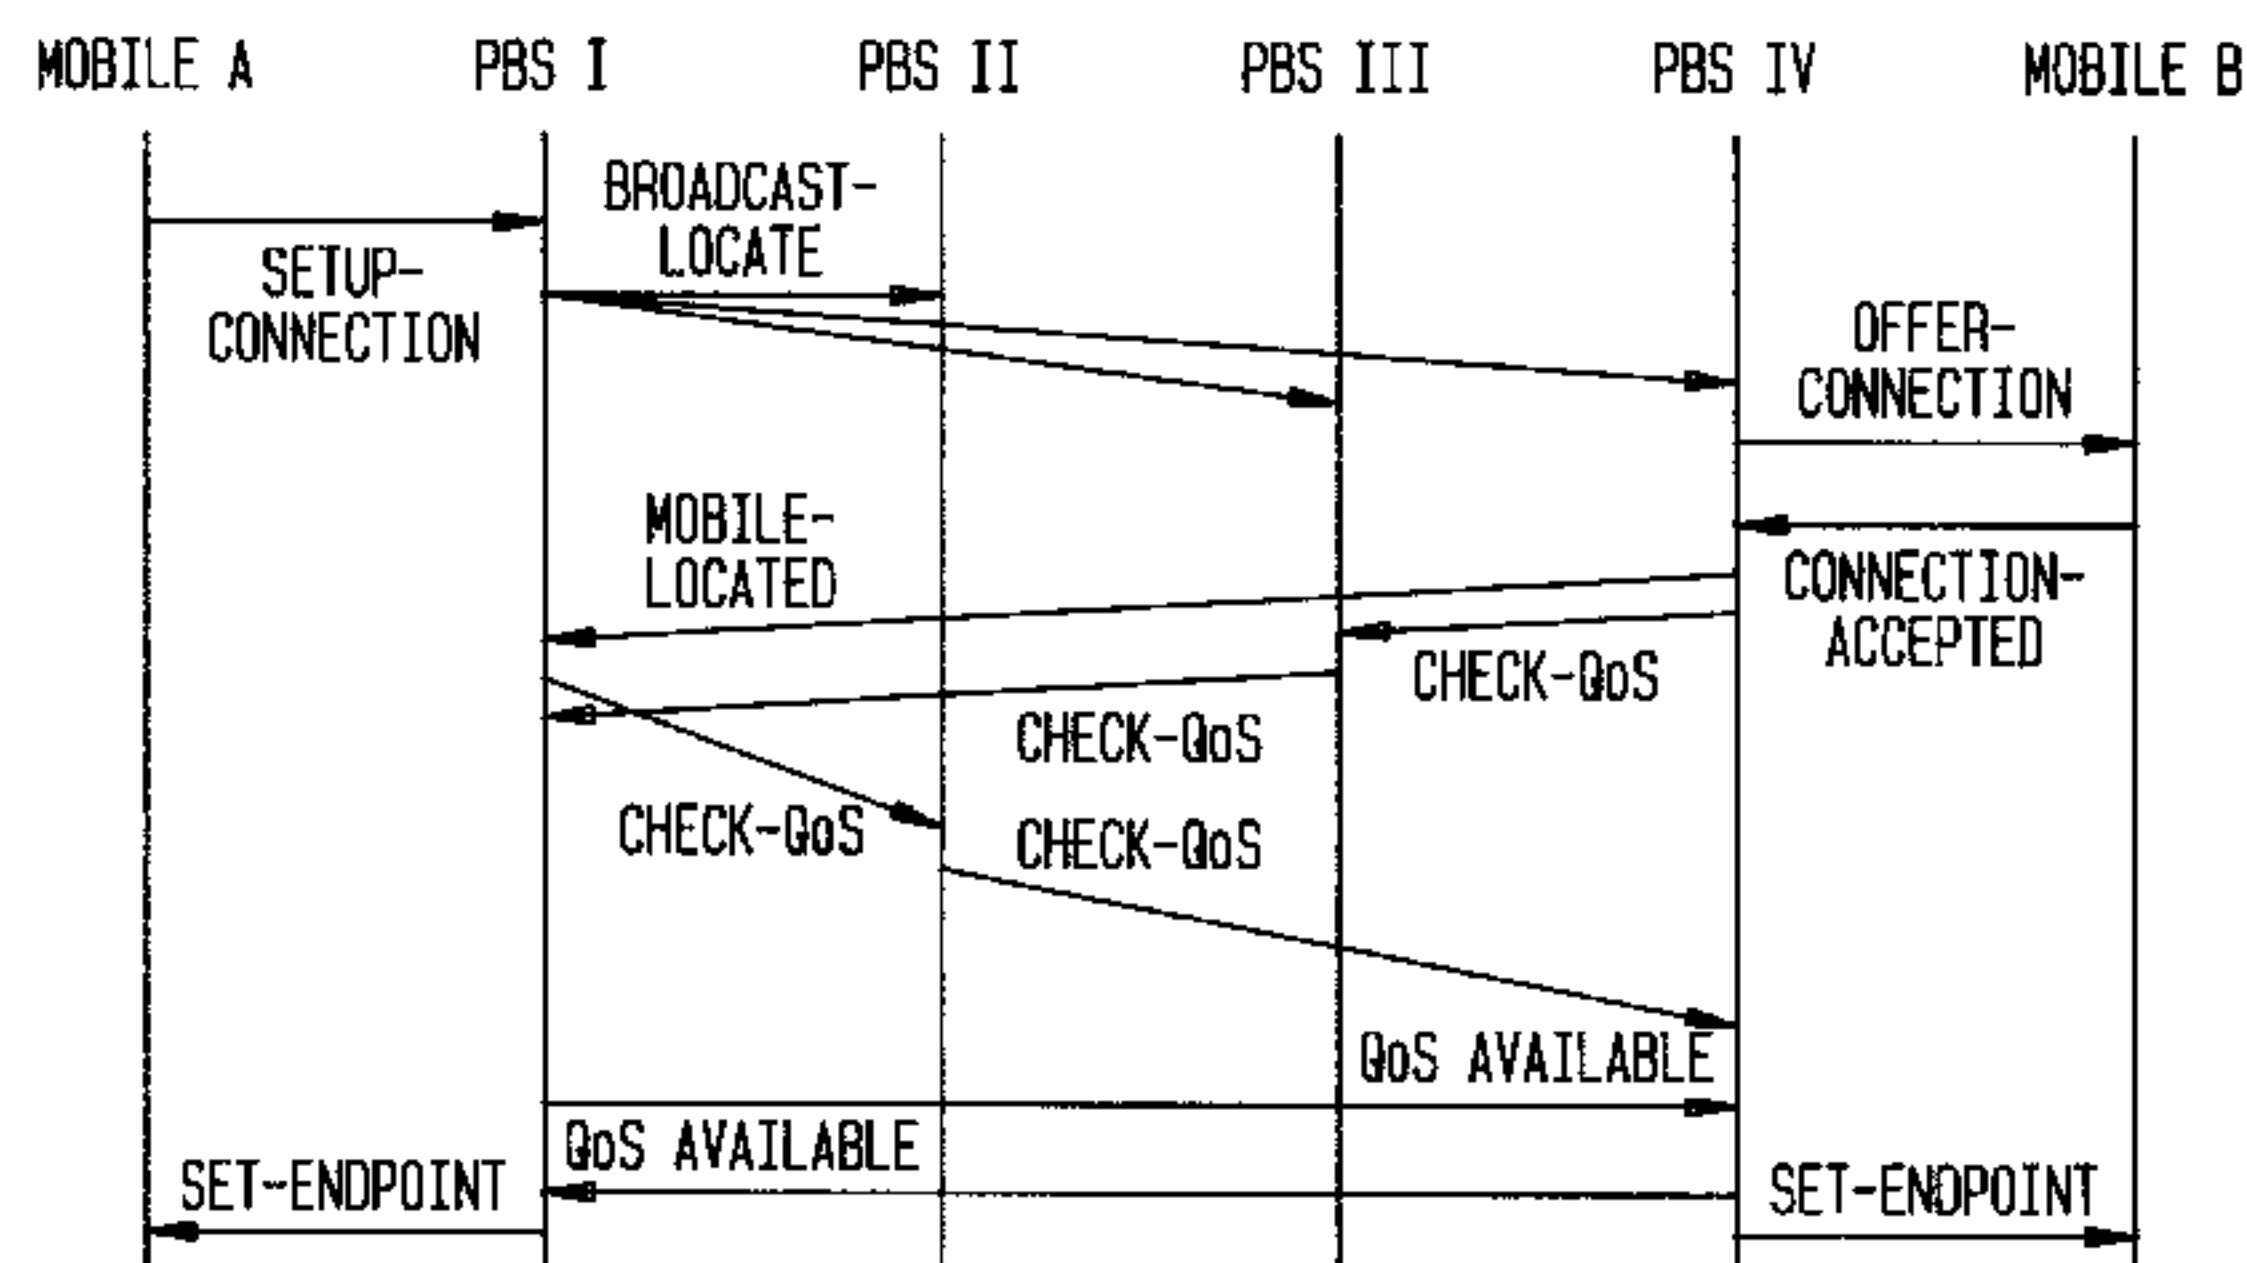 MOBILE A PBS I PBS II PBS III PBS IV MOBILE B
BROADCAST-
LOCATE
SETUP-
CONNECTION
OFFER-
CONNECTION
MOBILE-
LOCATED
CONNECTION-
ACCEPTED
CHECK-QoS
CHECK-QoS
CHECK-QoS
CHECK-QoS
QoS AVAILABLE
QoS AVAILABLE
SET-ENDPOINT
SET-ENDPOINT